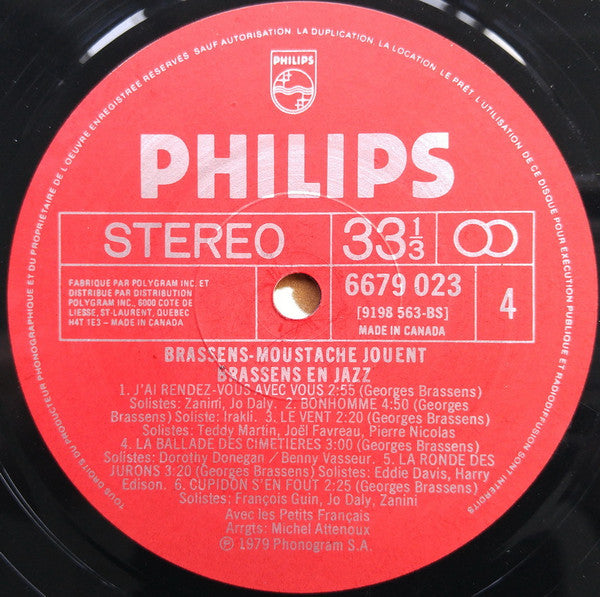 TOUS DROITS DU PRODUCTEUR PHONOGRAPHIQUE ET DU PROPRIÉTAIRE DE L'OEUVRE ENREGISTRÉE RÉSERVÉS SAUF AUTORISATION LA DUPLICATION, LA LOCATION, LE PRÊT, L'UTILISATION DE CE DISQUE POUR EXÉCUTION PUBLIQUE ET RADIODIFFUSION SONT INTERDITS
PHILIPS
PHILIPS
STEREO
33 1/3
FABRIQUE PAR POLYGRAM INC. ET
DISTRIBUE PAR DISTRIBUTION
POLYGRAM INC., 6000 COTE DE
LIESSE, ST-LAURENT, QUEBEC
H4T 1E3 – MADE IN CANADA
6679 023
[9198 563-BS]
MADE IN CANADA
4
BRASSENS-MOUSTACHE JOUENT
BRASSENS EN JAZZ
1. J'AI RENDEZ-VOUS AVEC VOUS 2:55 (Georges Brassens)
Solistes: Zanini, Jo Daly. 2. BONHOMME 4:50 (Georges
Brassens) Soliste: Irakli. 3. LE VENT 2:20 (Georges Brassens)
Solistes: Teddy Martin, Joël Favreau, Pierre Nicolas
4. LA BALLADE DES CIMETIERES 3:00 (Georges Brassens)
Solistes: Dorothy Donegan / Benny Vasseur. 5. LA RONDE DES
JURONS 3:20 (Georges Brassens) Solistes: Eddie Davis, Harry
Edison. 6. CUPIDON S'EN FOUT 2:25 (Georges Brassens)
Solistes: François Guin, Jo Daly, Zanini
Avec les Petits Français
Arrgts: Michel Attenoux
℗ 1979 Phonogram S.A.